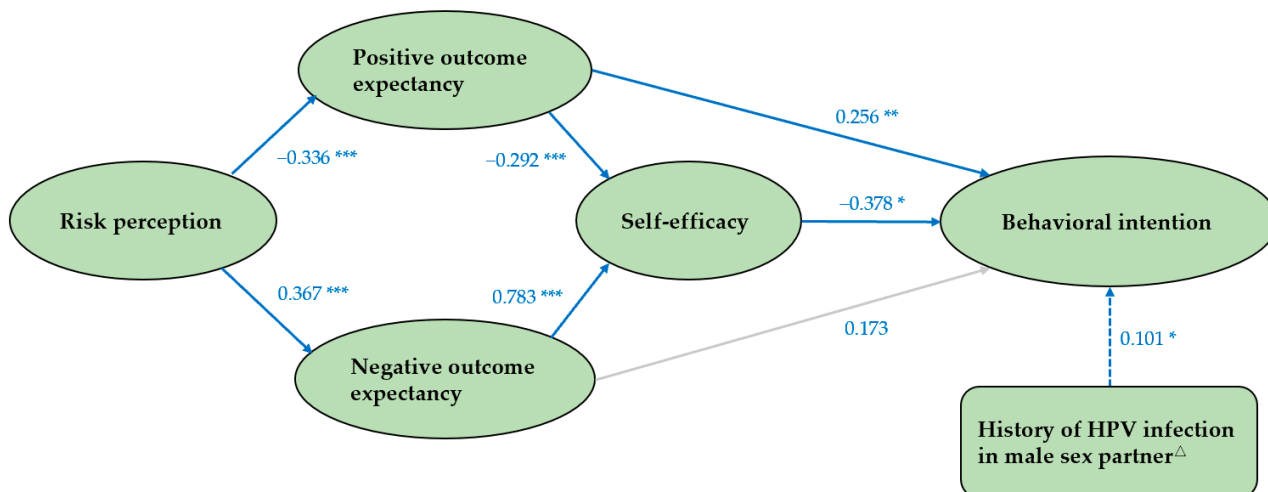 Positive outcome
expectancy
0.256 **
−0.336 ***
−0.292 ***
Risk perception
Self-efficacy
−0.378 *
Behavioral intention
0.367 ***
0.783 ***
0.173
0.101 *
Negative outcome
expectancy
History of HPV infection
in male sex partner△